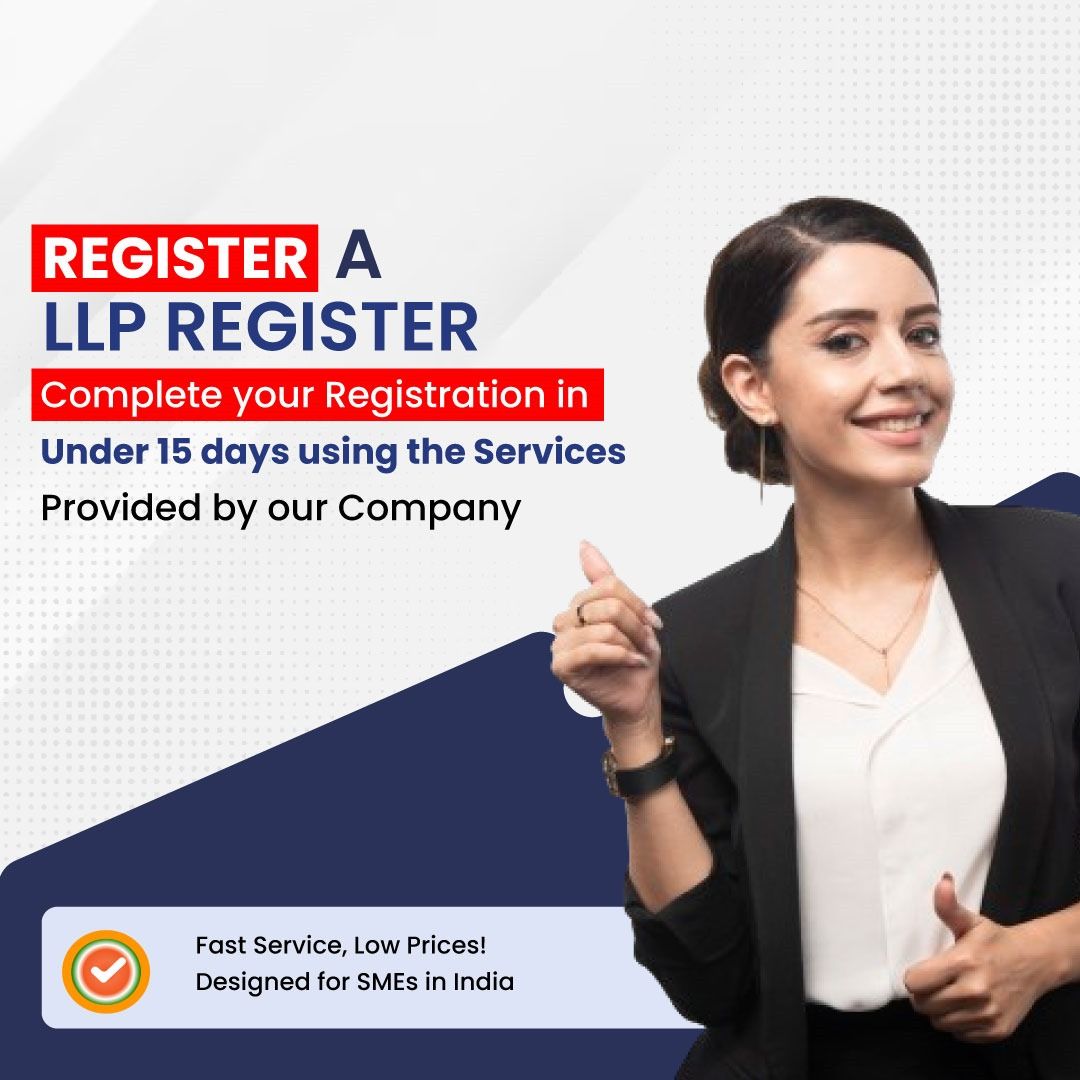 REGISTER A
LLP REGISTER
Complete your Registration in
Under 15 days using the Services
Provided by our Company
Fast Service, Low Prices!
Designed for SMEs in India